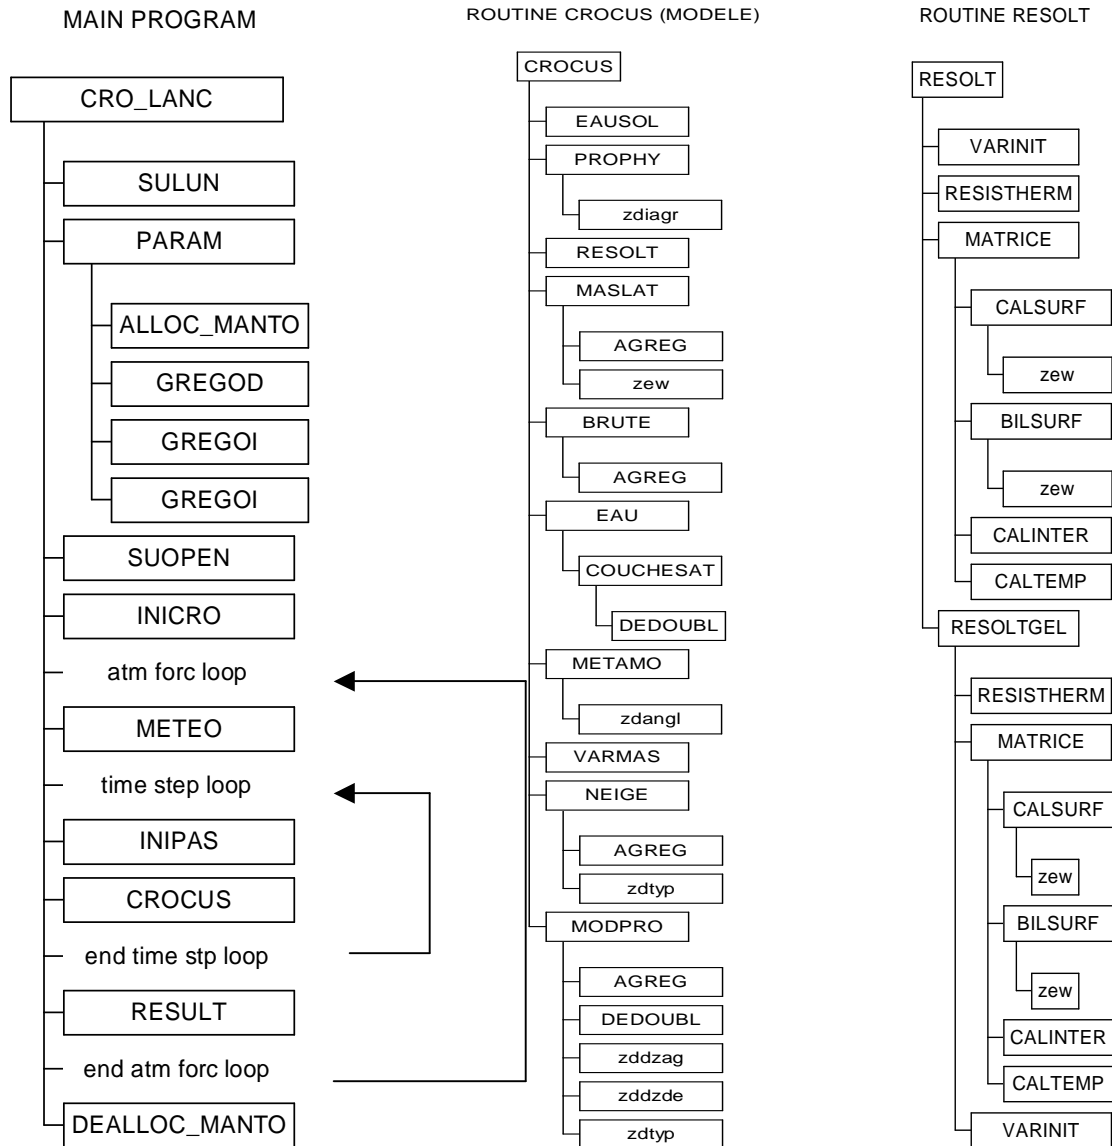 MAIN PROGRAM
CRO_LANC
SULUN
PARAM
ALLOC_MANTO
GREGOD
GREGOI
GREGOI
SUOPEN
INICRO
atm forc loop
METEO
time step loop
INIPAS
CROCUS
end time stp loop
RESULT
end atm forc loop
DEALLOC_MANTO
ROUTINE CROCUS (MODELE)
CROCUS
EAUSOL
PROPHY
zdiagr
RESOLT
MASLAT
AGREG
zew
BRUTE
AGREG
EAU
COUCHESAT
DEDOUBL
METAMO
zdangl
VARMAS
NEIGE
AGREG
zdtyp
MODPRO
AGREG
DEDOUBL
zddzag
zddzde
zdtyp
ROUTINE RESOLT
RESOLT
VARINIT
RESISTHERM
MATRICE
CALSURF
zew
BILSURF
zew
CALINTER
CALTEMP
RESOLTGEL
RESISTHERM
MATRICE
CALSURF
zew
BILSURF
zew
CALINTER
CALTEMP
VARINIT